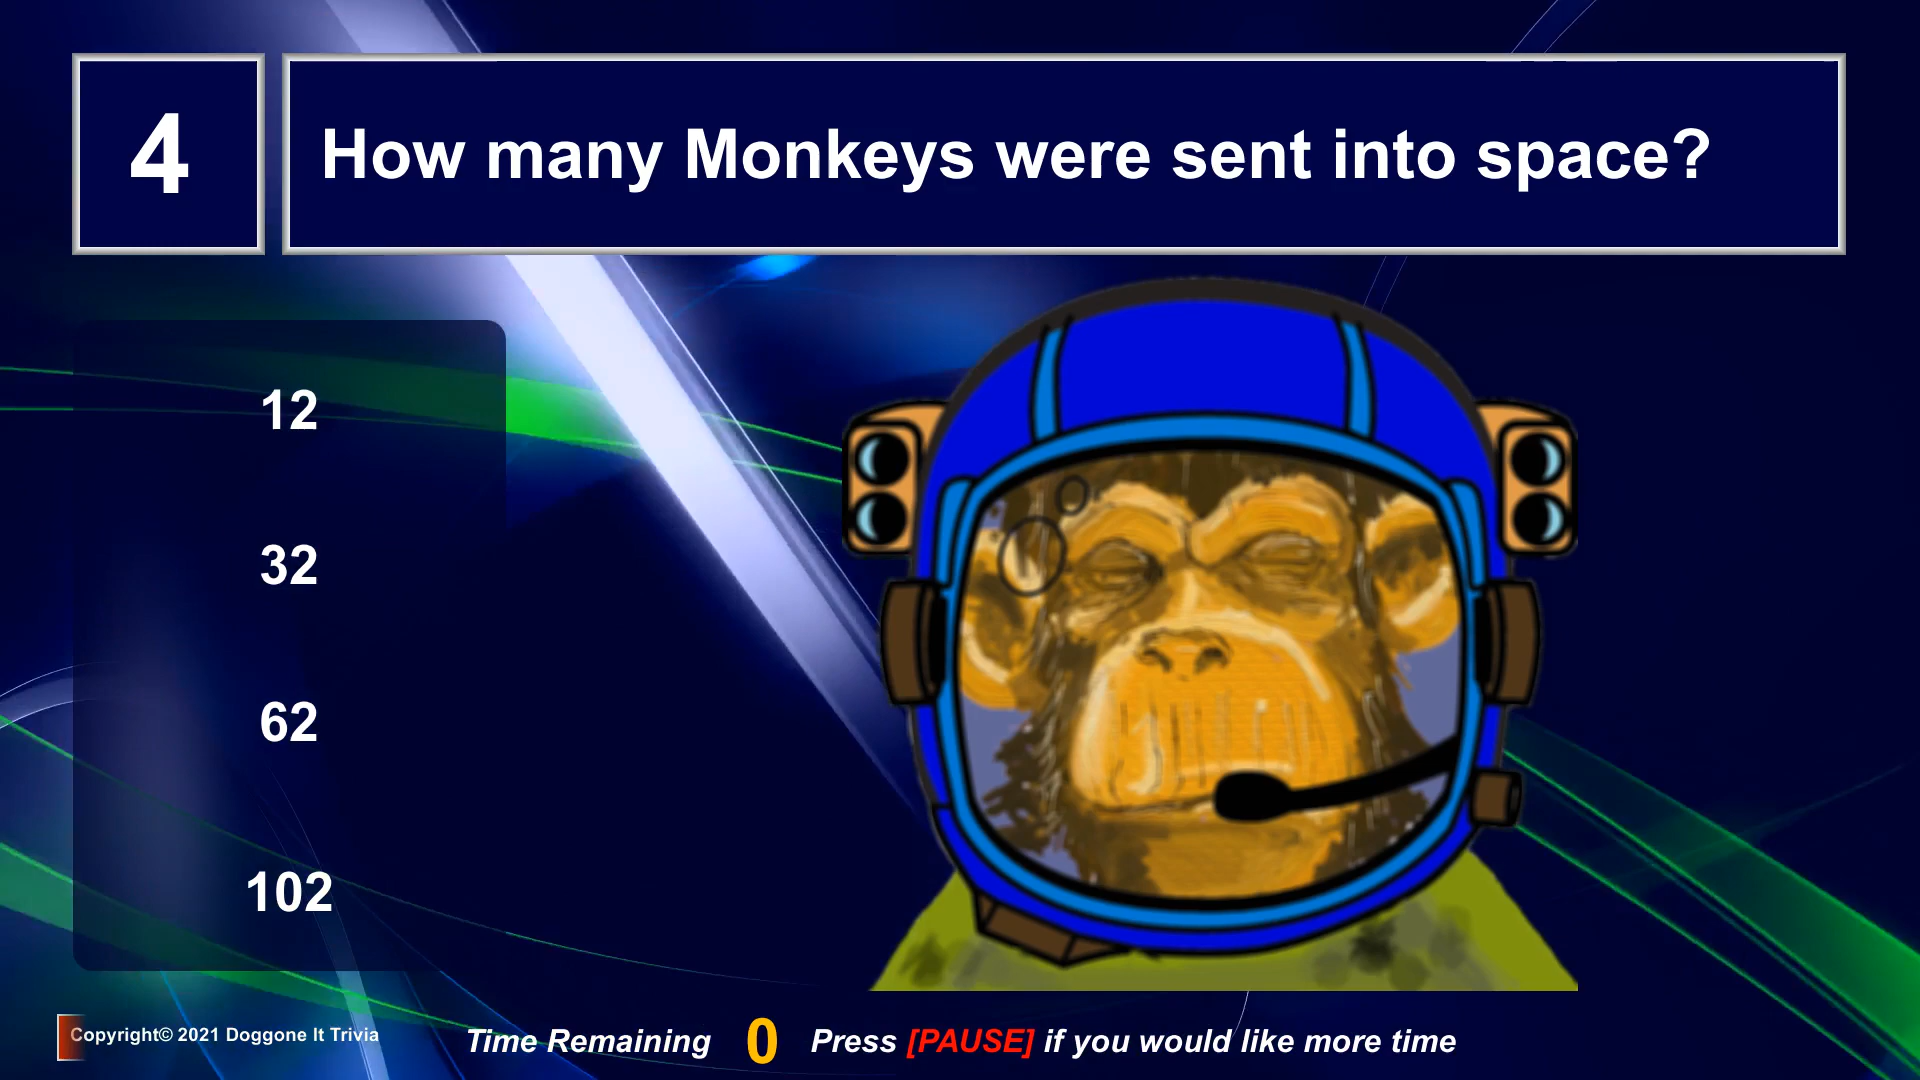 4
How many Monkeys were sent into space?
12
32
62
102
Copyright© 2021 Doggone It Trivia
Time Remaining 0 Press [PAUSE] if you would like more time